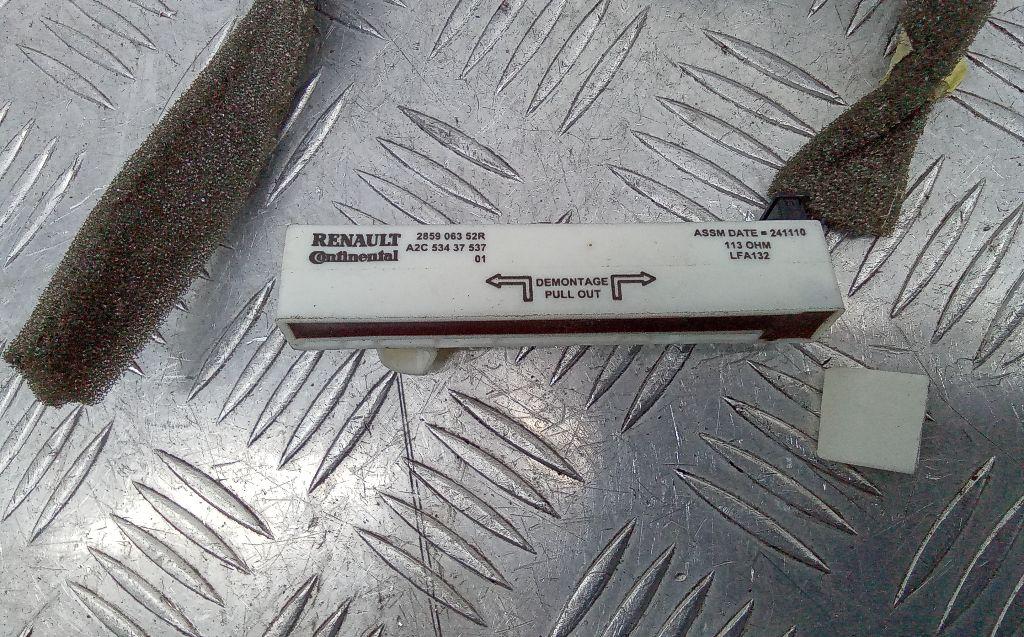 RENAULT 2859 063 52R
Continental A2C 534 37 537
01
ASSM DATE = 241110
113 OHM
LFA132
DEMONTAGE
PULL OUT